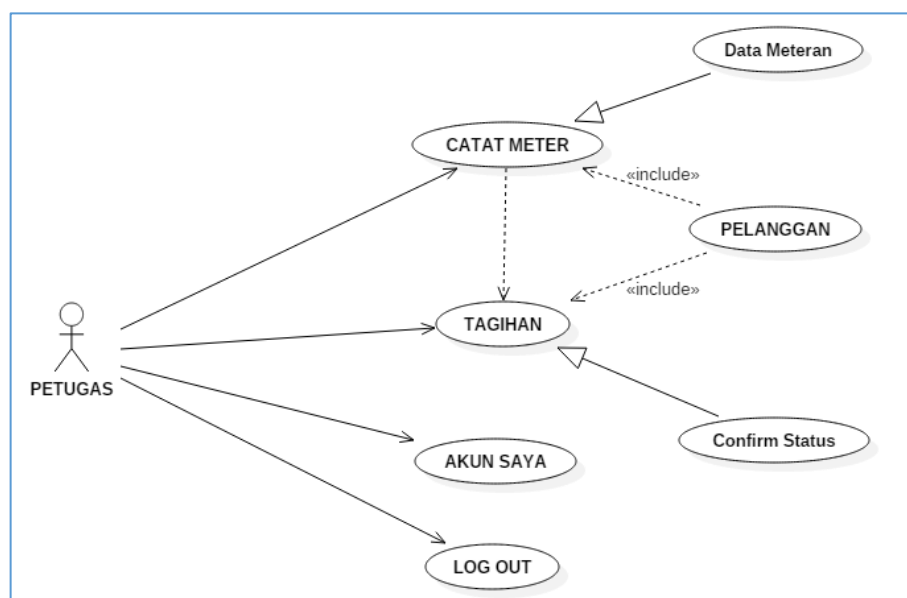 Data Meteran
CATAT METER
«include»
PELANGGAN
«include»
TAGIHAN
PETUGAS
Confirm Status
AKUN SAYA
LOG OUT